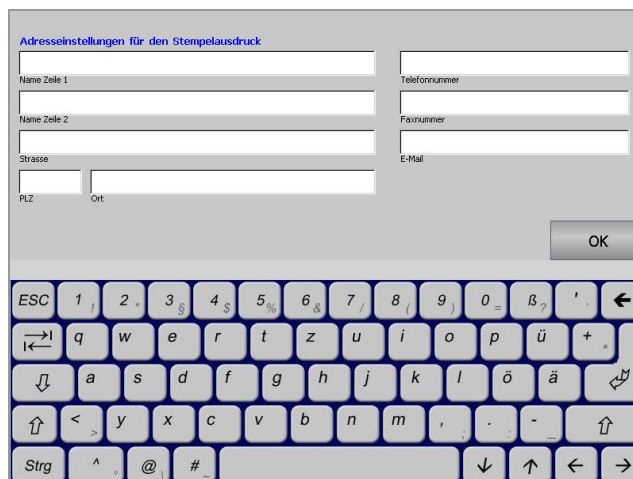 Adresseinstellungen für den Stempelausdruck
Name Zeile 1
Telefonnummer
Name Zeile 2
Faxnummer
Strasse
E-Mail
PLZ Ort
OK
ESC 1 ! 2 " 3 § 4 $ 5 % 6 & 7 / 8 ( 9 ) 0 = ß ? ' `
q w e r t z u i o p ü + *
a s d f g h j k l ö ä
< > y x c v b n m , ; . : - _
Strg ^ ° @ \ # ~